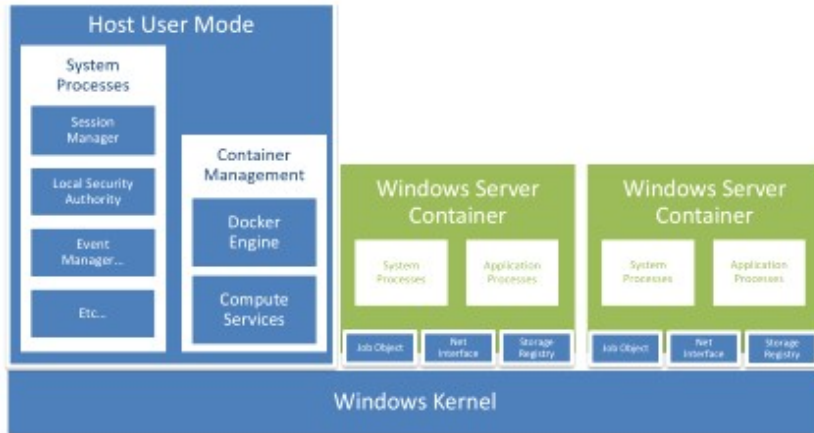 Host User Mode
System
Processes
Session
Manager
Local Security
Authority
Event
Manager...
Etc...
Container
Management
Docker
Engine
Compute
Services
Windows Server
Container
System
Processes
Application
Processes
Job Object
Net
Interface
Storage
Registry
Windows Server
Container
System
Processes
Application
Processes
Job Object
Net
Interface
Storage
Registry
Windows Kernel